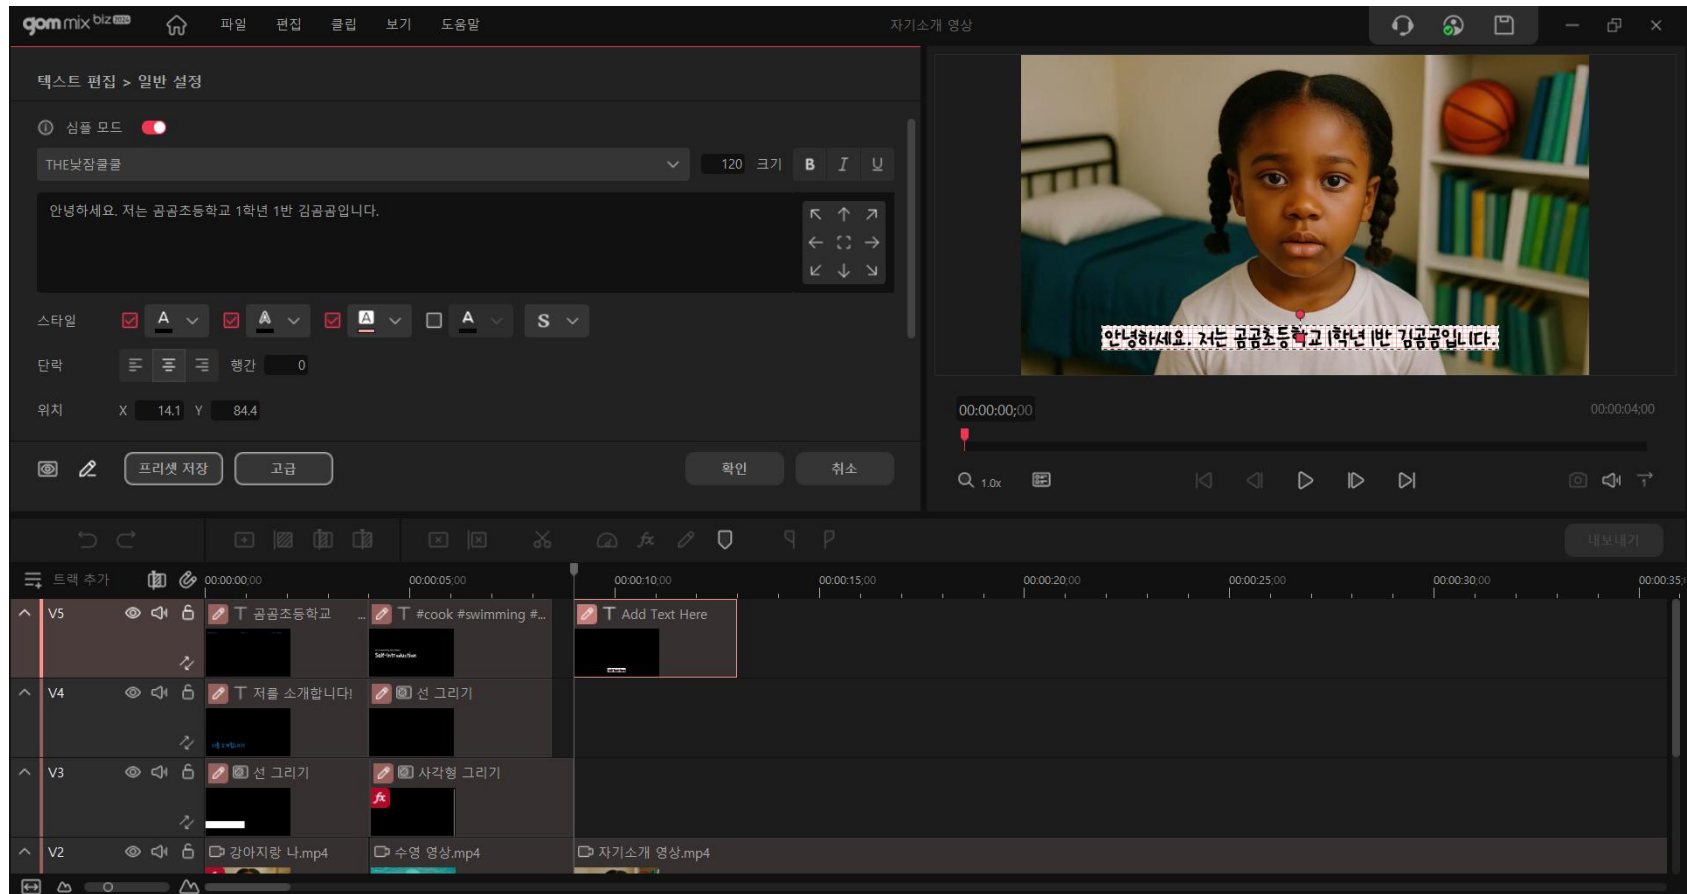 gom mix biz 2024
파일 편집 클립 보기 도움말
자기소개 영상
텍스트 편집 > 일반 설정
심플 모드
THE낮잠쿨쿨 120 크기 B I U
안녕하세요. 저는 곰곰초등학교 1학년 1반 김곰곰입니다.
스타일 A A A A S
단락 행간 0
위치 X 14.1 Y 84.4
프리셋 저장 고급 확인 취소
안녕하세요. 저는 곰곰초등학교 1학년 1반 김곰곰입니다.
00:00:00;00 00:00:04;00
1.0x 1
fx
내보내기
트랙 추가 00:00:00;00 00:00:05;00 00:00:10;00 00:00:15;00 00:00:20;00 00:00:25;00 00:00:30;00 00:00:35;
V5 T 곰곰초등학교 ... T #cook #swimming #... T Add Text Here
Self-Introduction
V4 T 저를 소개합니다! 선 그리기
V3 선 그리기 사각형 그리기
fx
V2 강아지랑 나.mp4 수영 영상.mp4 자기소개 영상.mp4